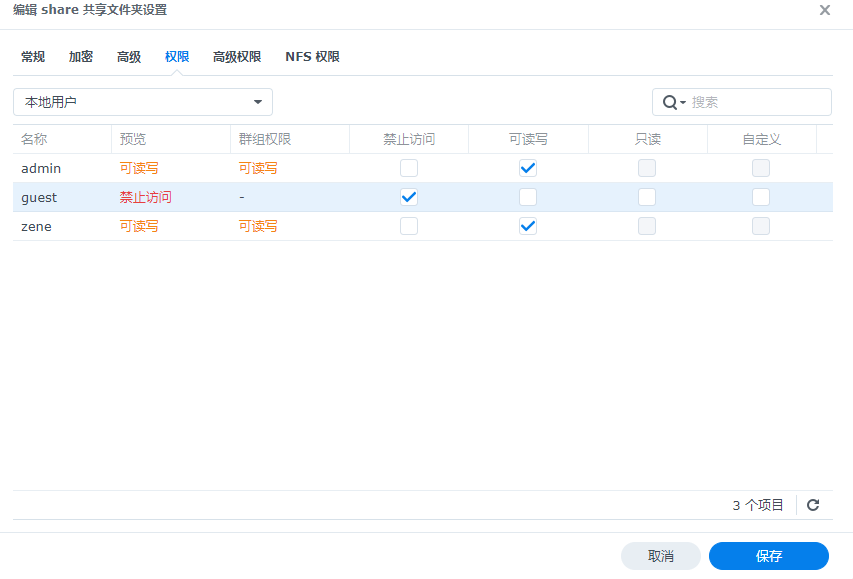 编辑 share 共享文件夹设置
常规 加密 高级 权限 高级权限 NFS 权限
本地用户 搜索
名称 预览 群组权限 禁止访问 可读写 只读 自定义
admin 可读写 可读写
guest 禁止访问 -
zene 可读写 可读写
3 个项目
取消 保存